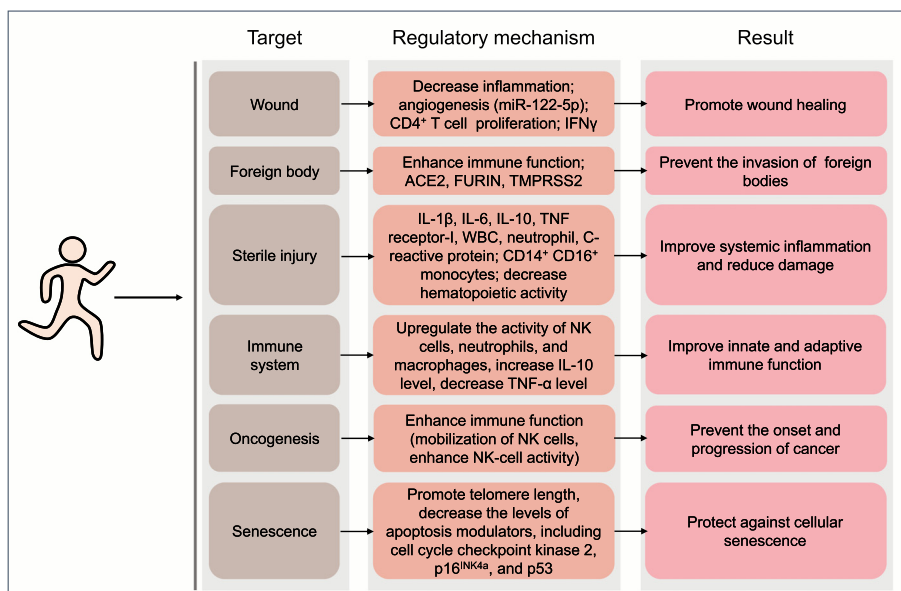 Target
Regulatory mechanism
Result
Wound
Decrease inflammation;
angiogenesis (miR-122-5p);
CD4⁺ T cell proliferation; IFNγ
Promote wound healing
Foreign body
Enhance immune function;
ACE2, FURIN, TMPRSS2
Prevent the invasion of foreign
bodies
Sterile injury
IL-1β, IL-6, IL-10, TNF
receptor-I, WBC, neutrophil, C-
reactive protein; CD14⁺ CD16⁺
monocytes; decrease
hematopoietic activity
Improve systemic inflammation
and reduce damage
Immune
system
Upregulate the activity of NK
cells, neutrophils, and
macrophages, increase IL-10
level, decrease TNF-α level
Improve innate and adaptive
immune function
Oncogenesis
Enhance immune function
(mobilization of NK cells,
enhance NK-cell activity)
Prevent the onset and
progression of cancer
Senescence
Promote telomere length,
decrease the levels of
apoptosis modulators, including
cell cycle checkpoint kinase 2,
p16ᴵᴺᴷ⁴ᵃ, and p53
Protect against cellular
senescence